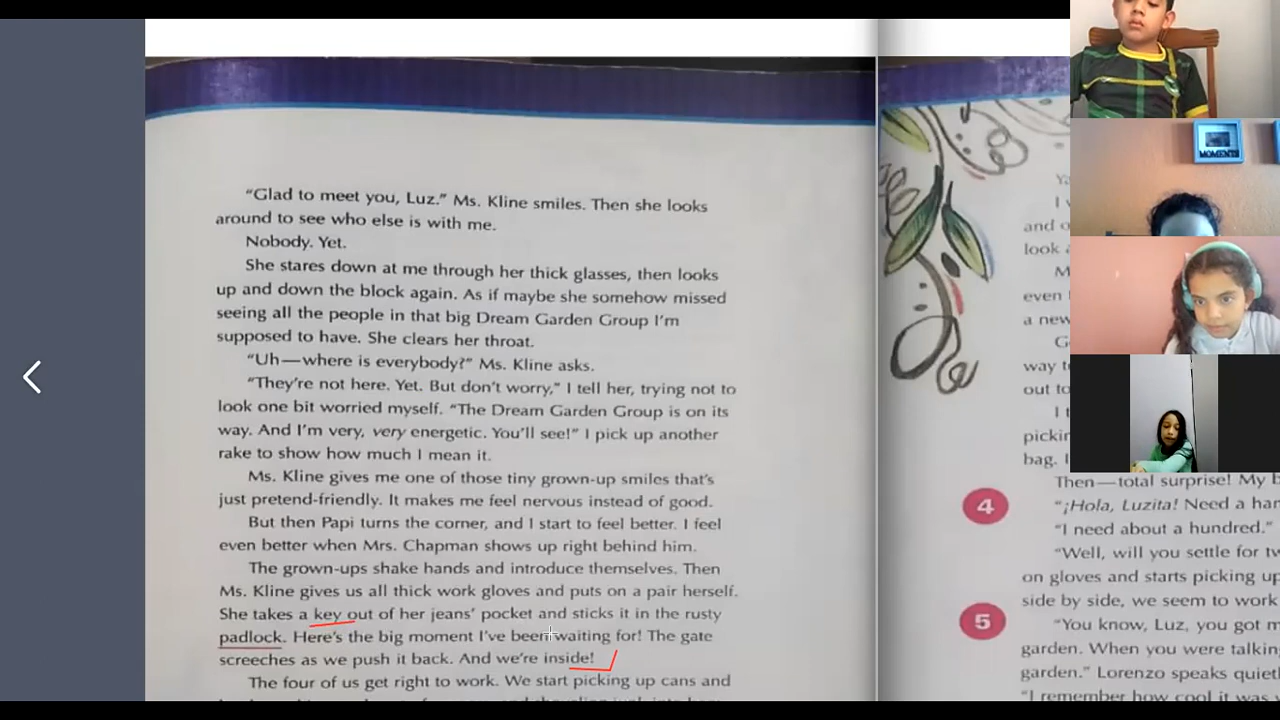 "Glad to meet you, Luz." Ms. Kline smiles. Then she looks
around to see who else is with me.
Nobody. Yet.
She stares down at me through her thick glasses, then looks
up and down the block again. As if maybe she somehow missed
seeing all the people in that big Dream Garden Group I'm
supposed to have. She clears her throat.
"Uh—where is everybody?" Ms. Kline asks.
"They're not here. Yet. But don't worry," I tell her, trying not to
look one bit worried myself. "The Dream Garden Group is on its
way. And I'm very, very energetic. You'll see!" I pick up another
rake to show how much I mean it.
Ms. Kline gives me one of those tiny grown-up smiles that's
just pretend-friendly. It makes me feel nervous instead of good.
But then Papi turns the corner, and I start to feel better. I feel
even better when Mrs. Chapman shows up right behind him.
The grown-ups shake hands and introduce themselves. Then
Ms. Kline gives us all thick work gloves and puts on a pair herself.
She takes a key out of her jeans' pocket and sticks it in the rusty
padlock. Here's the big moment I've been waiting for! The gate
screeches as we push it back. And we're inside!
The four of us get right to work. We start picking up cans and
and
look
even
a new
way
out to
bag.
Then—total surprise! My
4
"¡Hola, Luzita! Need a
"I need about a hundred."
"Well, will you settle for
on gloves and starts picking up
side by side, we seem to work
5
"You know, Luz, you got
garden. When you were
garden." Lorenzo speaks
"I remember how cool it was
MOMENTS